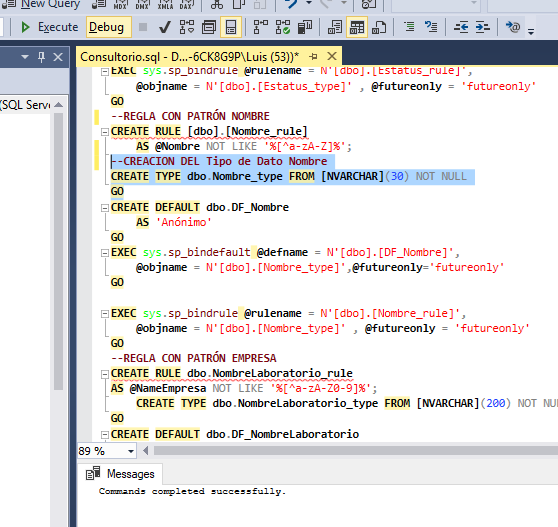 New Query
MDX DMX XMLA DAX
Execute Debug
Consultorio.sql - D...-6CK8G9P\Luis (53))*
(SQL Serve
EXEC sys.sp_bindrule @rulename = N'[dbo].[Estatus_rule]',
@objname = N'[dbo].[Estatus_type]' , @futureonly = 'futureonly'
GO
--REGLA CON PATRÓN NOMBRE
CREATE RULE [dbo].[Nombre_rule]
AS @Nombre NOT LIKE '%[^a-zA-Z]%';
--CREACION DEL Tipo de Dato Nombre
CREATE TYPE dbo.Nombre_type FROM [NVARCHAR](30) NOT NULL
GO
CREATE DEFAULT dbo.DF_Nombre
AS 'Anónimo'
GO
EXEC sys.sp_bindefault @defname = N'[dbo].[DF_Nombre]',
@objname = N'[dbo].[Nombre_type]',@futureonly='futureonly'
GO
EXEC sys.sp_bindrule @rulename = N'[dbo].[Nombre_rule]',
@objname = N'[dbo].[Nombre_type]' , @futureonly = 'futureonly'
GO
--REGLA CON PATRÓN EMPRESA
CREATE RULE dbo.NombreLaboratorio_rule
AS @NameEmpresa NOT LIKE '%[^a-zA-Z0-9]%';
CREATE TYPE dbo.NombreLaboratorio_type FROM [NVARCHAR](200) NOT NU
GO
CREATE DEFAULT dbo.DF_NombreLaboratorio
89 %
Messages
Commands completed successfully.